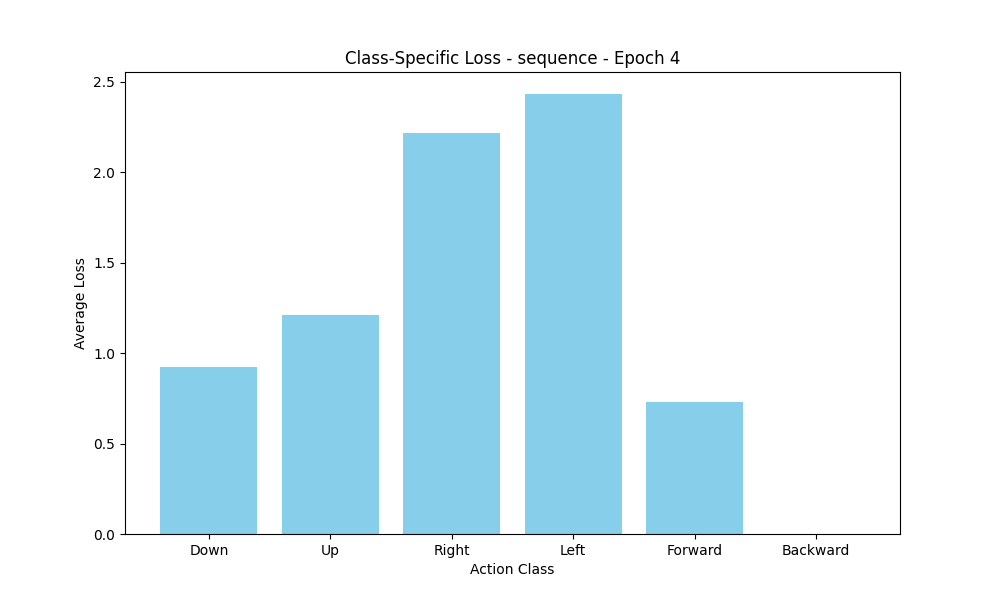 Class-Specific Loss - sequence - Epoch 4
2.5
2.0
1.5
1.0
0.5
0.0
Average Loss
Down Up Right Left Forward Backward
Action Class